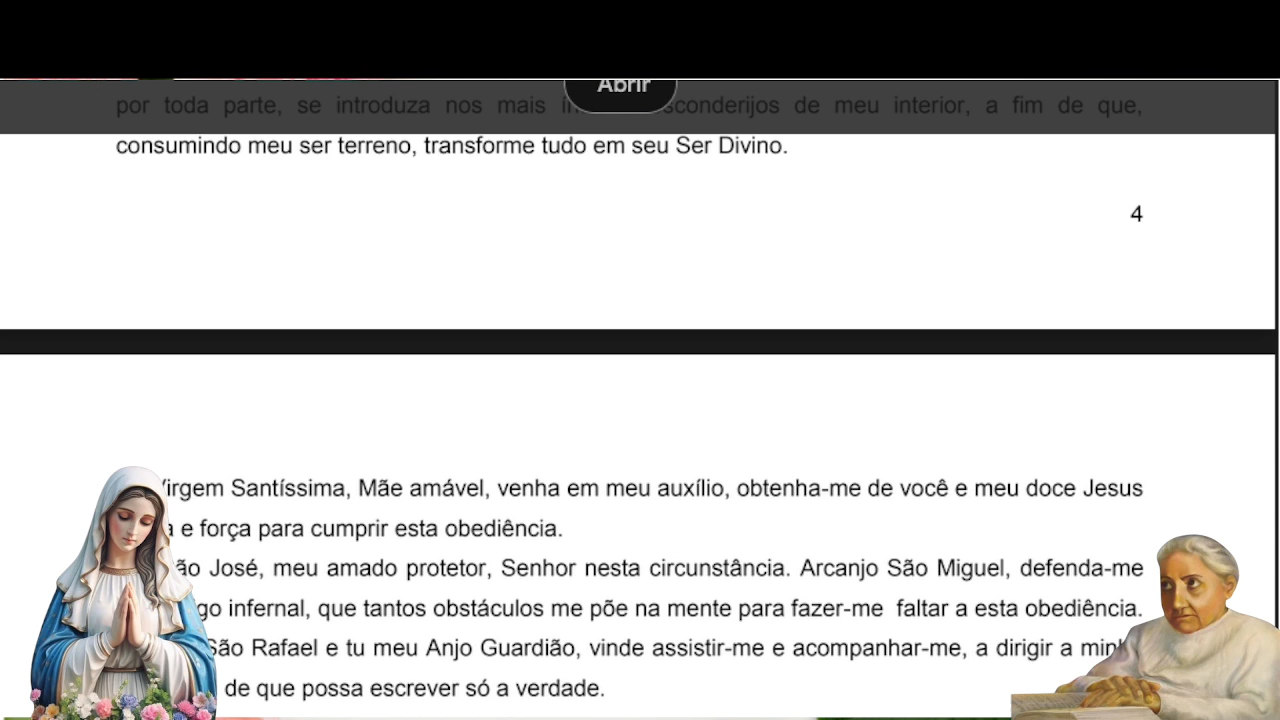 Abrir
por toda parte, se introduza nos mais esconderijos de meu interior, a fim de que,
consumindo meu ser terreno, transforme tudo em seu Ser Divino.
4
Virgem Santíssima, Mãe amável, venha em meu auxílio, obtenha-me de você e meu doce Jesus
e força para cumprir esta obediência.
José, meu amado protetor, Senhor nesta circunstância. Arcanjo São Miguel, defenda-me
infernal, que tantos obstáculos me põe na mente para fazer-me faltar a esta obediência.
São Rafael e tu meu Anjo Guardião, vinde assistir-me e acompanhar-me, a dirigir a
de que possa escrever só a verdade.